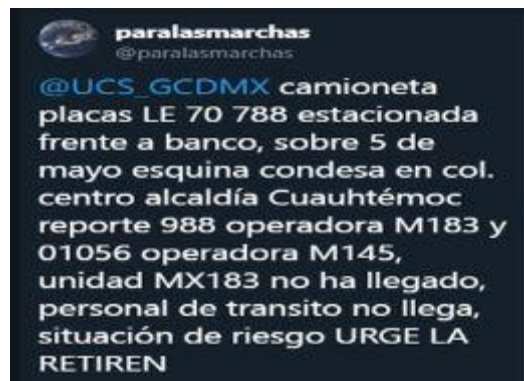 paralasmarchas
@paralasmarchas
@UCS_GCDMX camioneta
placas LE 70 788 estacionada
frente a banco, sobre 5 de
mayo esquina condesa en col.
centro alcaldía Cuauhtémoc
reporte 988 operadora M183 y
01056 operadora M145,
unidad MX183 no ha llegado,
personal de transito no llega,
situación de riesgo URGE LA
RETIREN